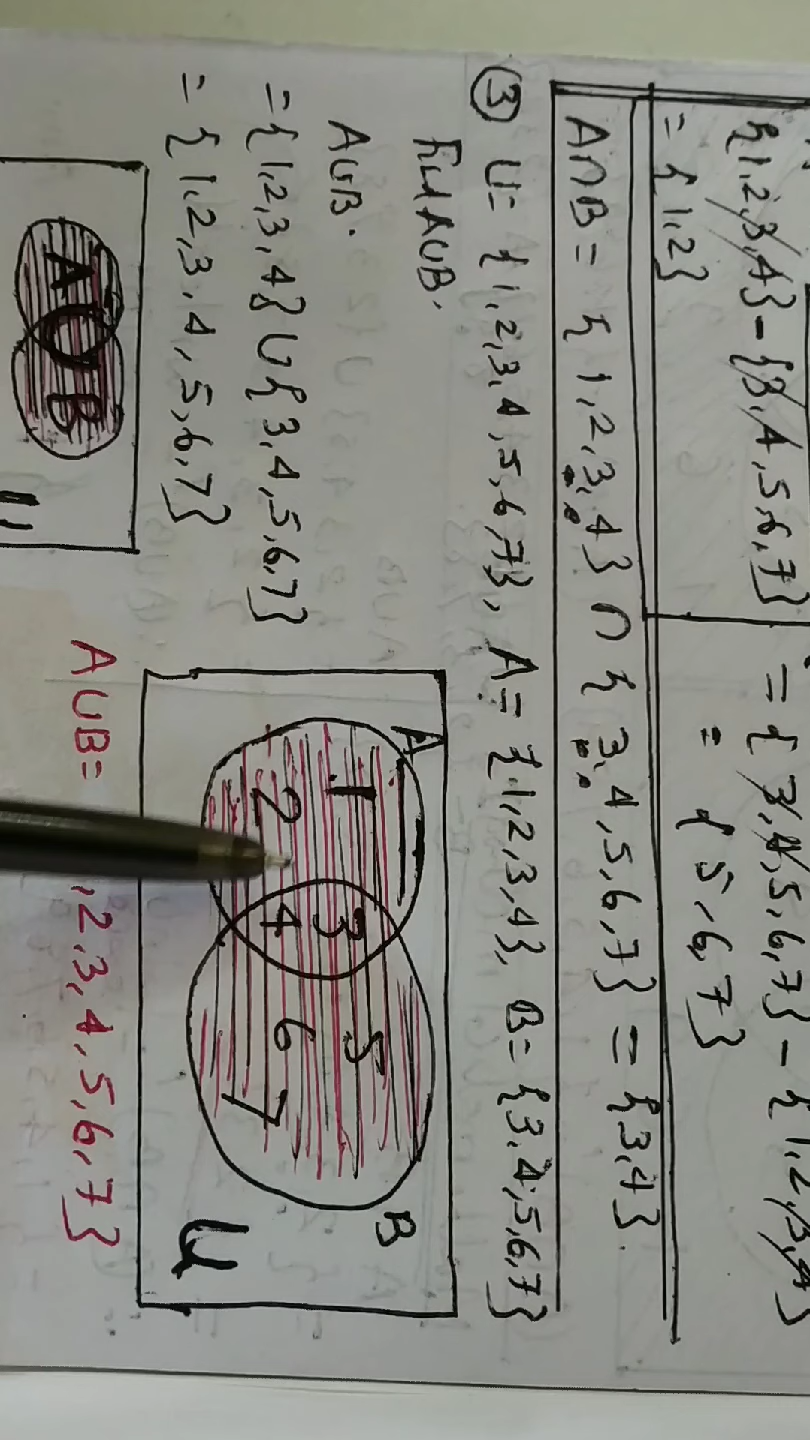 {1,2,3,4}-{3,4,5,6,7}
= {1,2}
= {3,4,5,6,7} - {1,2,3,4}
= {5,6,7}
A∩B = {1,2,3,4} ∩ {3,4,5,6,7} = {3,4}
③ U= {1,2,3,4,5,6,7}, A= {1,2,3,4}, B= {3,4,5,6,7}
AUB.
AUB.
={1,2,3,4} U {3,4,5,6,7}
= {1,2,3,4,5,6,7}
A U B
U
A
B
1
2
3
4
5
6
7
U
AUB= ,2,3,4,5,6,7}